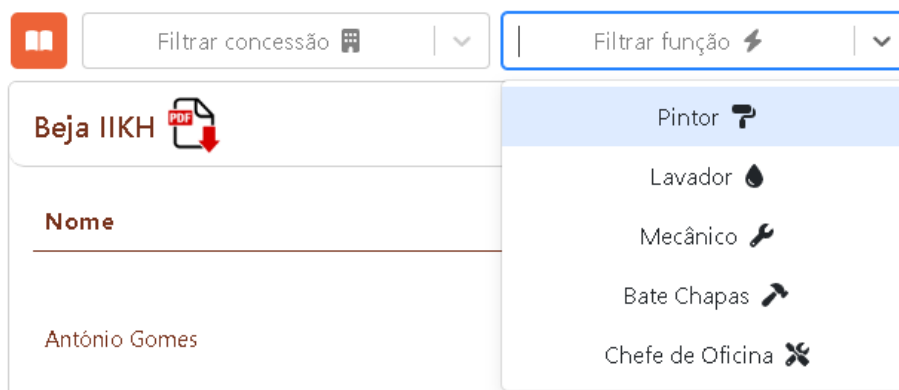 Filtrar concessão
Filtrar função
Beja IIKH
PDF
Pintor
Lavador
Nome
Mecânico
Bate Chapas
António Gomes
Chefe de Oficina